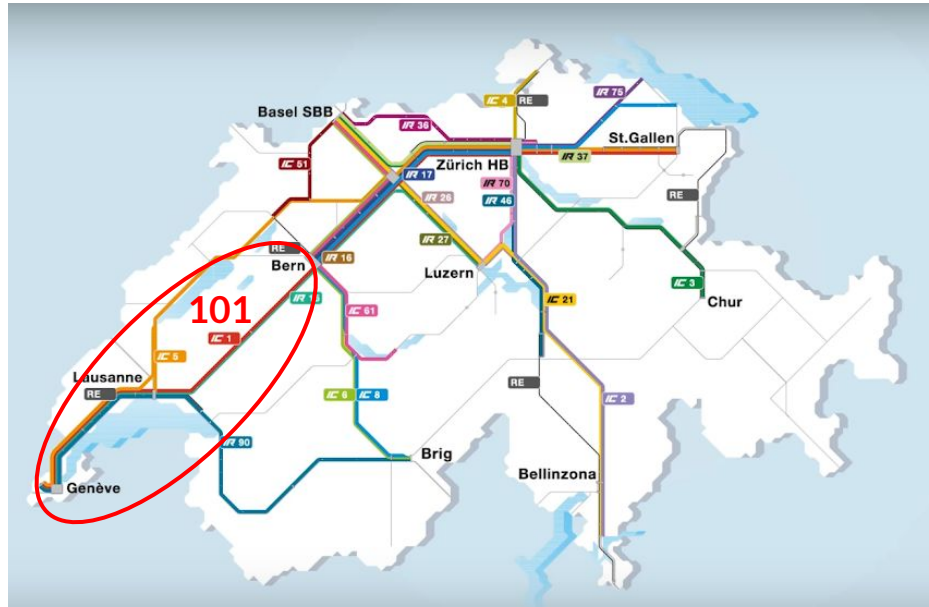 IC 4
RE
IR 75
Basel SBB
IR 36
St.Gallen
IC 51
Zürich HB
IR 37
IR 17
IR 70
IR 26
IR 46
RE
IR 27
RE
IR 16
Bern
Luzern
IC 3
Chur
IC 21
101
IC 61
IC 1
IC 5
Lausanne
RE
RE
IC 6
IC 8
IC 2
IR 90
Brig
Bellinzona
Genève